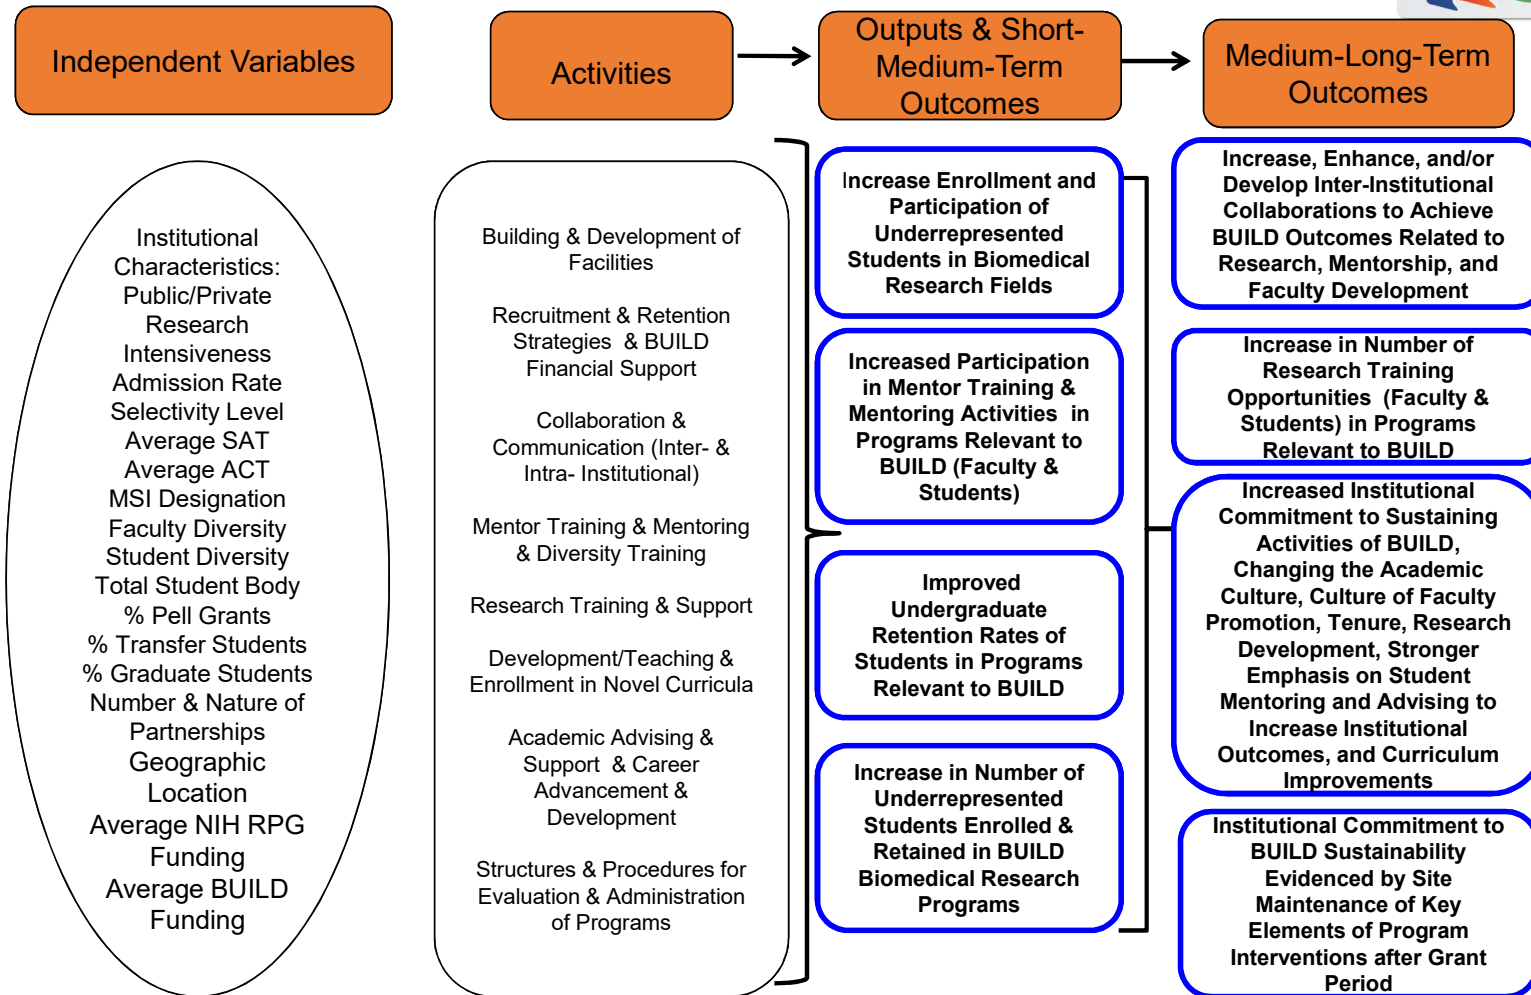 Independent Variables
Activities
Outputs & Short-
Medium-Term
Outcomes
Medium-Long-Term
Outcomes
Institutional
Characteristics:
Public/Private
Research
Intensiveness
Admission Rate
Selectivity Level
Average SAT
Average ACT
MSI Designation
Faculty Diversity
Student Diversity
Total Student Body
% Pell Grants
% Transfer Students
% Graduate Students
Number & Nature of
Partnerships
Geographic
Location
Average NIH RPG
Funding
Average BUILD
Funding
Building & Development of
Facilities
Recruitment & Retention
Strategies & BUILD
Financial Support
Collaboration &
Communication (Inter- &
Intra- Institutional)
Mentor Training & Mentoring
& Diversity Training
Research Training & Support
Development/Teaching &
Enrollment in Novel Curricula
Academic Advising &
Support & Career
Advancement &
Development
Structures & Procedures for
Evaluation & Administration
of Programs
Increase Enrollment and
Participation of
Underrepresented
Students in Biomedical
Research Fields
Increased Participation
in Mentor Training &
Mentoring Activities in
Programs Relevant to
BUILD (Faculty &
Students)
Improved
Undergraduate
Retention Rates of
Students in Programs
Relevant to BUILD
Increase in Number of
Underrepresented
Students Enrolled &
Retained in BUILD
Biomedical Research
Programs
Increase, Enhance, and/or
Develop Inter-Institutional
Collaborations to Achieve
BUILD Outcomes Related to
Research, Mentorship, and
Faculty Development
Increase in Number of
Research Training
Opportunities (Faculty &
Students) in Programs
Relevant to BUILD
Increased Institutional
Commitment to Sustaining
Activities of BUILD,
Changing the Academic
Culture, Culture of Faculty
Promotion, Tenure, Research
Development, Stronger
Emphasis on Student
Mentoring and Advising to
Increase Institutional
Outcomes, and Curriculum
Improvements
Institutional Commitment to
BUILD Sustainability
Evidenced by Site
Maintenance of Key
Elements of Program
Interventions after Grant
Period